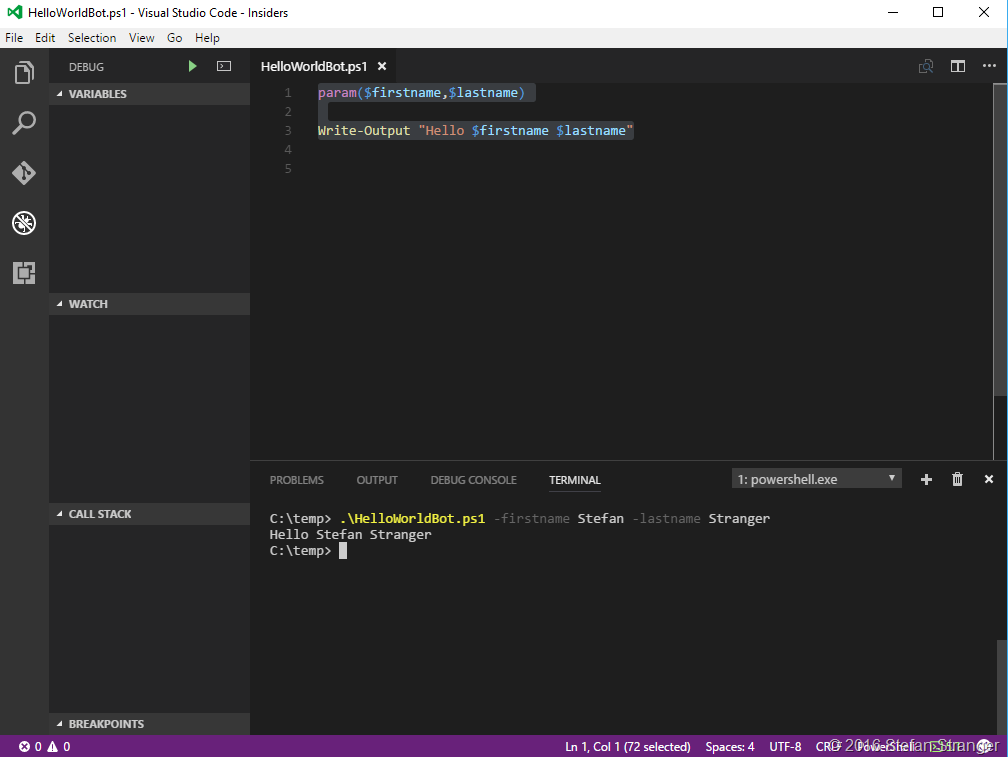 HelloWorldBot.ps1 - Visual Studio Code - Insiders
File Edit Selection View Go Help
DEBUG
HelloWorldBot.ps1
VARIABLES
1 param($firstname,$lastname)
2
3 Write-Output "Hello $firstname $lastname"
4
5
WATCH
CALL STACK
BREAKPOINTS
PROBLEMS OUTPUT DEBUG CONSOLE TERMINAL 1: powershell.exe
C:\temp> .\HelloWorldBot.ps1 -firstname Stefan -lastname Stranger
Hello Stefan Stranger
C:\temp>
0 0 Ln 1, Col 1 (72 selected) Spaces: 4 UTF-8 CRLF PowerShell
© 2016 Stefan Stranger